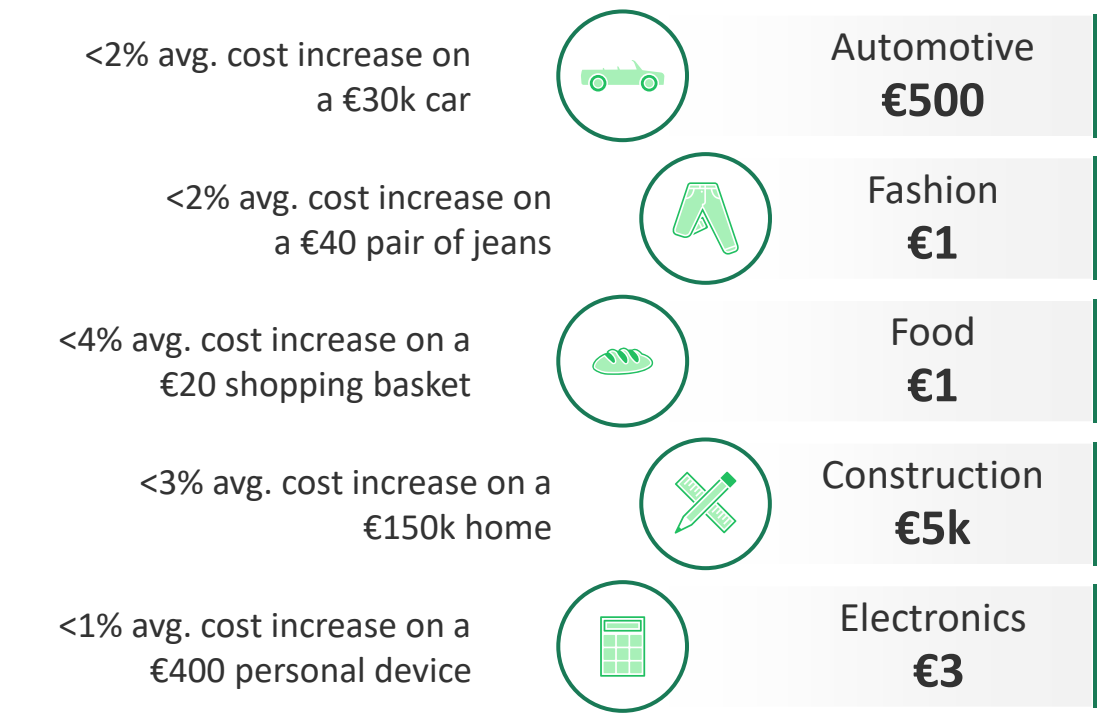 <2% avg. cost increase on
a €30k car
Automotive
€500
<2% avg. cost increase on
a €40 pair of jeans
Fashion
€1
<4% avg. cost increase on a
€20 shopping basket
Food
€1
<3% avg. cost increase on a
€150k home
Construction
€5k
<1% avg. cost increase on a
€400 personal device
Electronics
€3